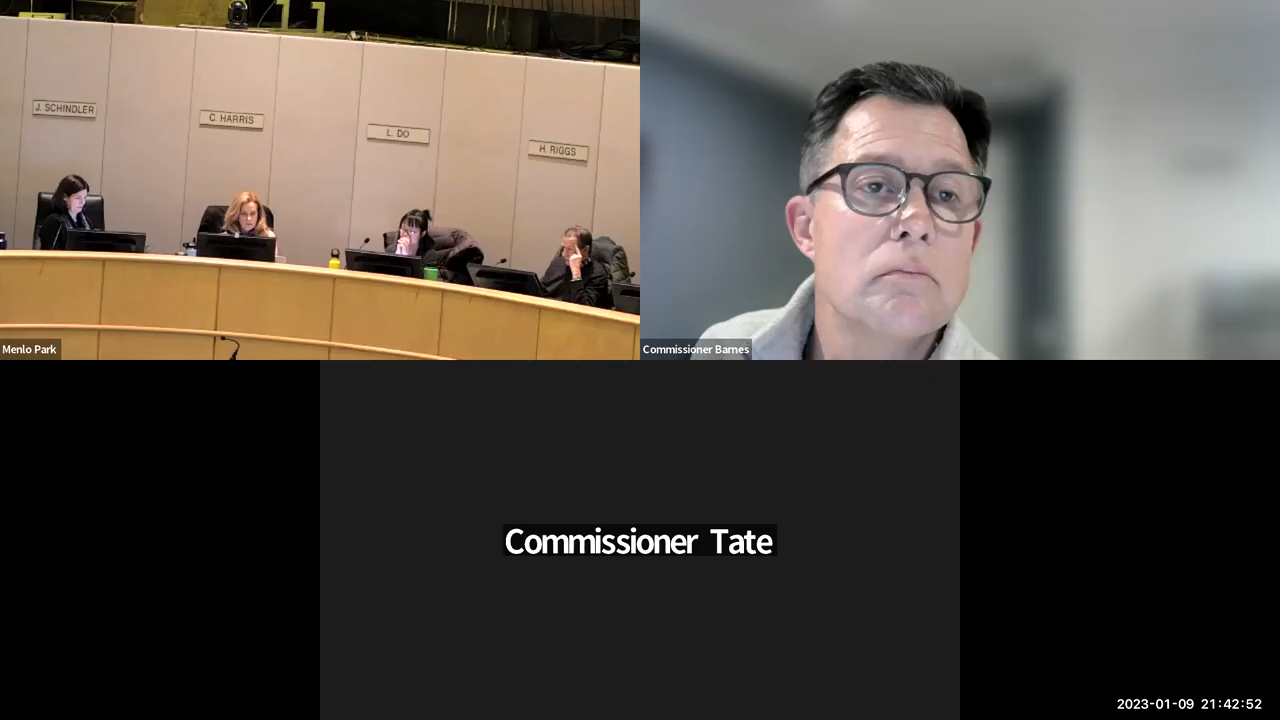 J. SCHINDLER
C. HARRIS
L. DO
H. RIGGS
Menlo Park
Commissioner Barnes
Commissioner Tate
2023-01-09 21:42:52